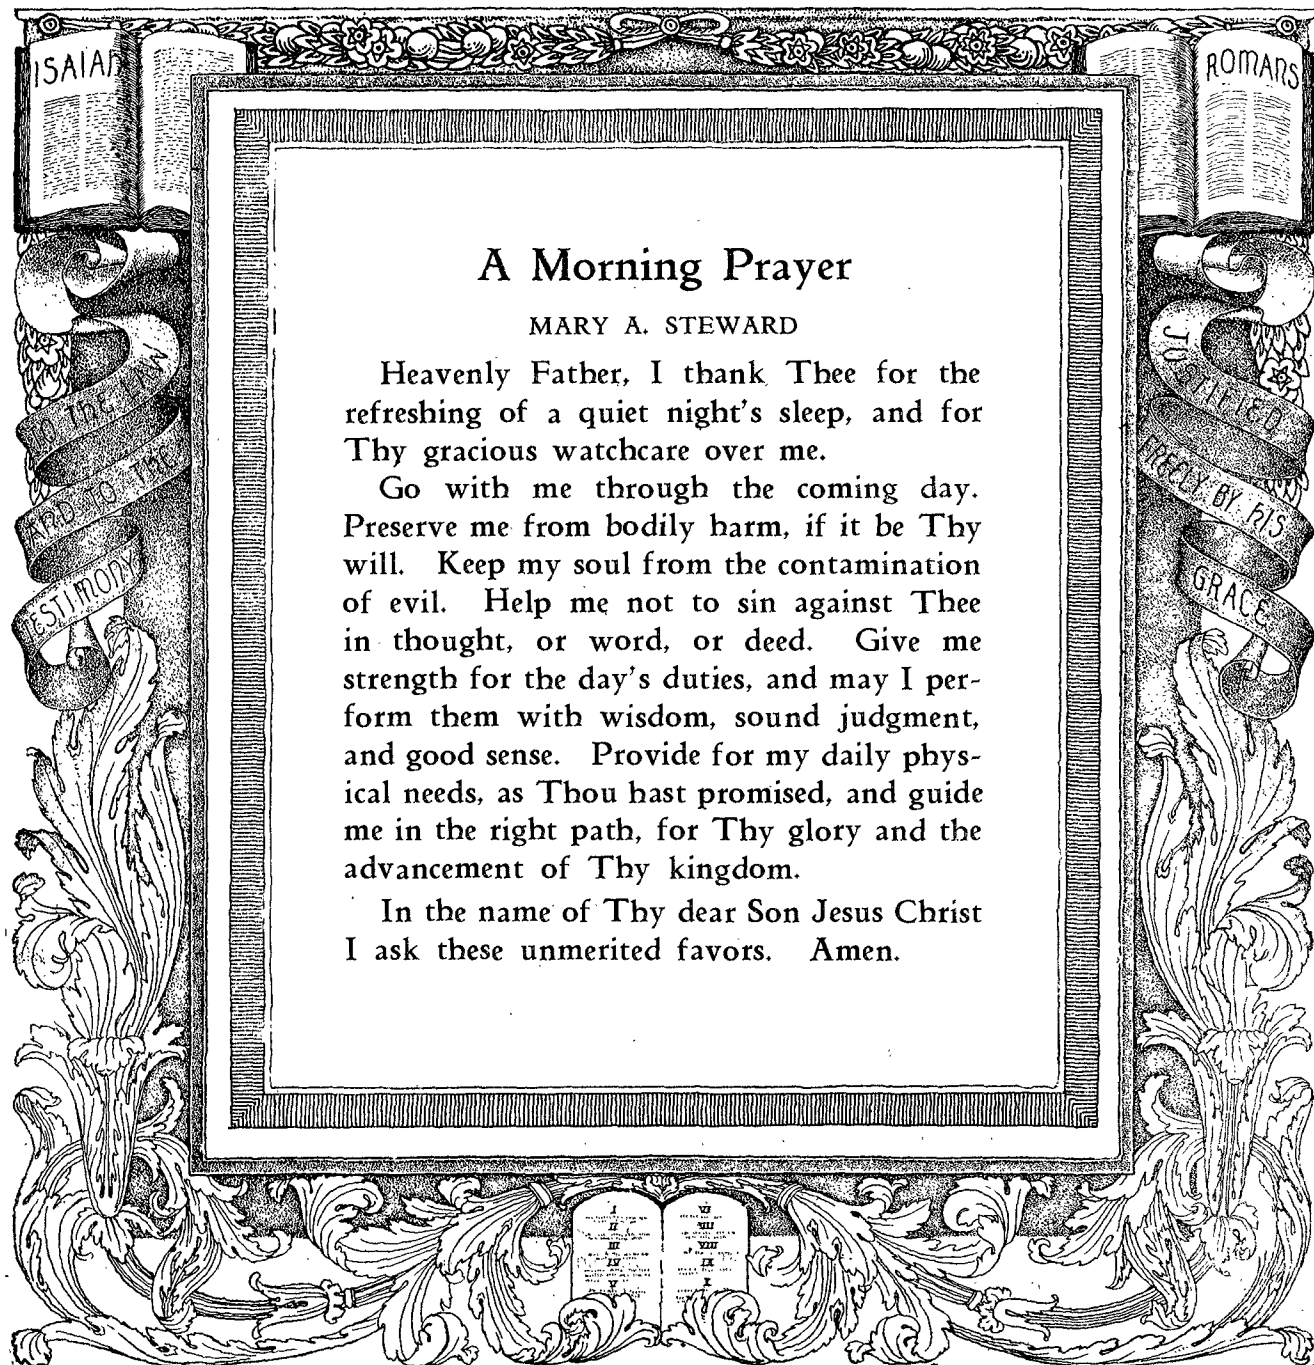 ISAIAH
ROMANS
TO THE LAW
AND TO THE
TESTIMONY
JUSTIFIED
FREELY BY HIS
GRACE
A Morning Prayer
MARY A. STEWARD
Heavenly Father, I thank Thee for the
refreshing of a quiet night's sleep, and for
Thy gracious watchcare over me.
Go with me through the coming day.
Preserve me from bodily harm, if it be Thy
will. Keep my soul from the contamination
of evil. Help me not to sin against Thee
in thought, or word, or deed. Give me
strength for the day's duties, and may I per-
form them with wisdom, sound judgment,
and good sense. Provide for my daily phys-
ical needs, as Thou hast promised, and guide
me in the right path, for Thy glory and the
advancement of Thy kingdom.
In the name of Thy dear Son Jesus Christ
I ask these unmerited favors. Amen.
I
II
III
IV
V
VI
VII
VIII
IX
X